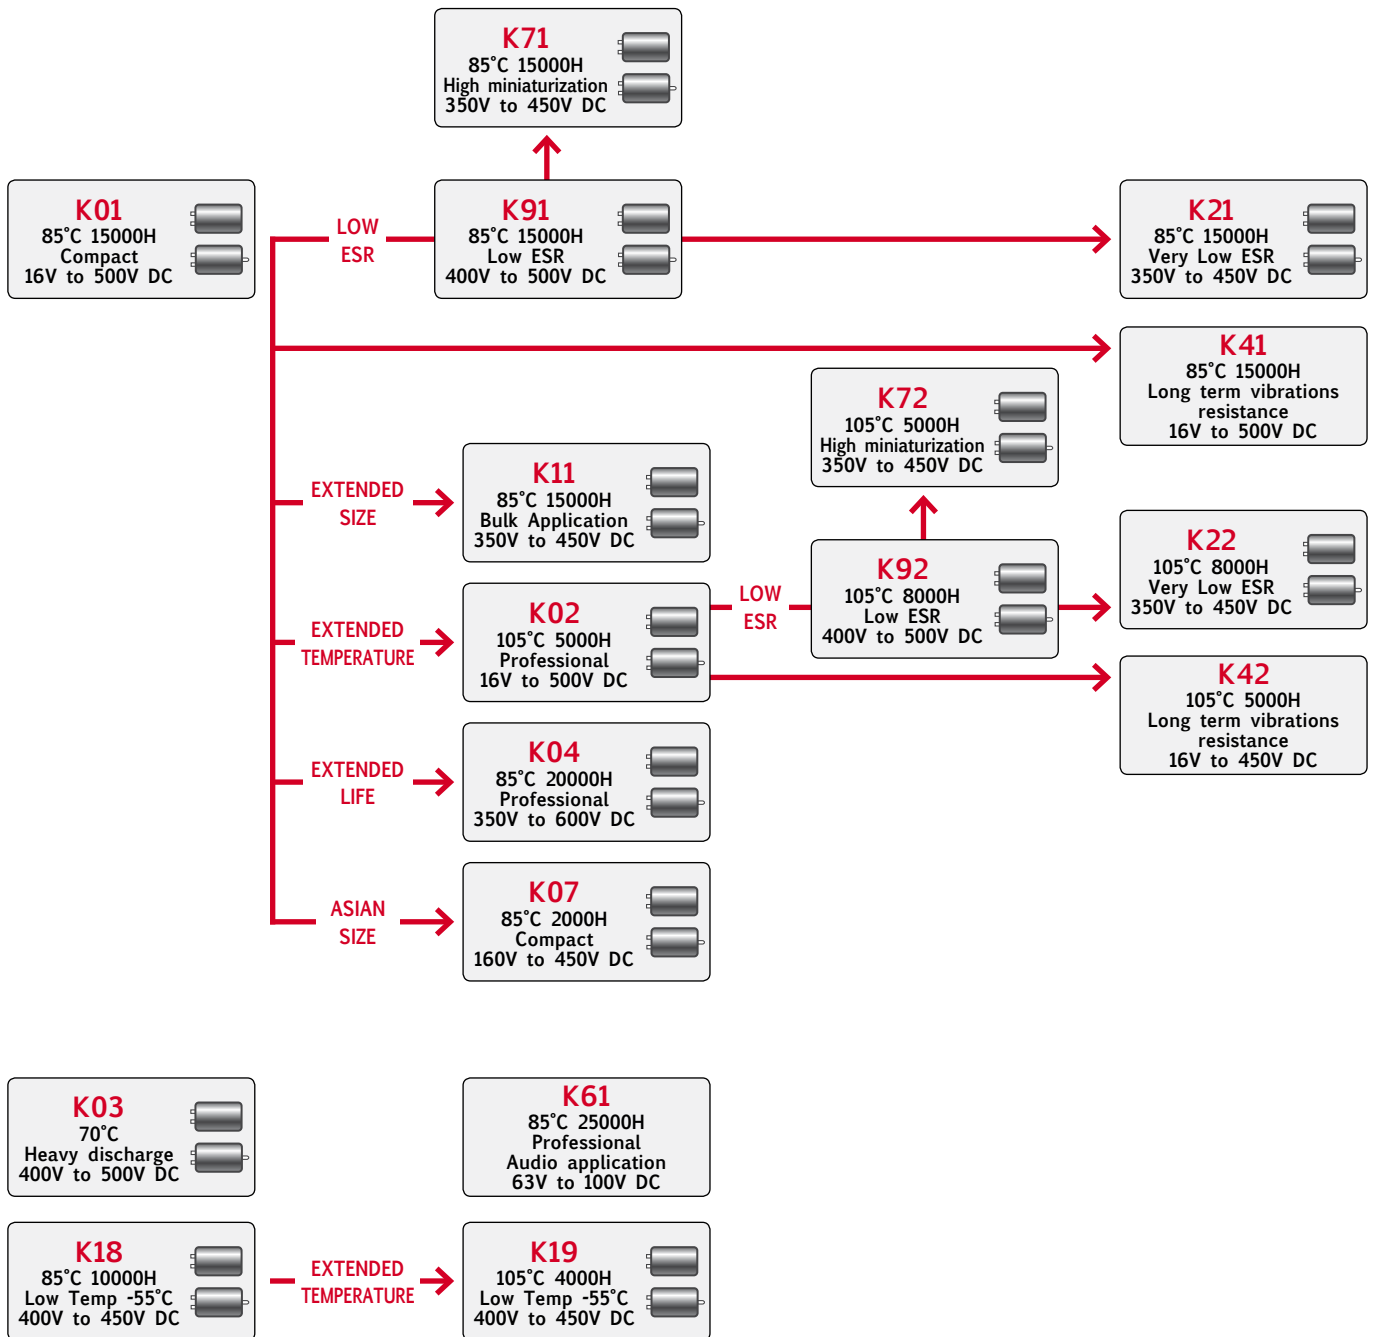 K71
85°C 15000H
High miniaturization
350V to 450V DC
K01
85°C 15000H
Compact
16V to 500V DC
LOW
ESR
K91
85°C 15000H
Low ESR
400V to 500V DC
K21
85°C 15000H
Very Low ESR
350V to 450V DC
K41
85°C 15000H
Long term vibrations
resistance
16V to 500V DC
K72
105°C 5000H
High miniaturization
350V to 450V DC
EXTENDED
SIZE
K11
85°C 15000H
Bulk Application
350V to 450V DC
EXTENDED
TEMPERATURE
K02
105°C 5000H
Professional
16V to 500V DC
LOW
ESR
K92
105°C 8000H
Low ESR
400V to 500V DC
K22
105°C 8000H
Very Low ESR
350V to 450V DC
K42
105°C 5000H
Long term vibrations
resistance
16V to 450V DC
EXTENDED
LIFE
K04
85°C 20000H
Professional
350V to 600V DC
ASIAN
SIZE
K07
85°C 2000H
Compact
160V to 450V DC
K03
70°C
Heavy discharge
400V to 500V DC
K61
85°C 25000H
Professional
Audio application
63V to 100V DC
K18
85°C 10000H
Low Temp -55°C
400V to 450V DC
EXTENDED
TEMPERATURE
K19
105°C 4000H
Low Temp -55°C
400V to 450V DC